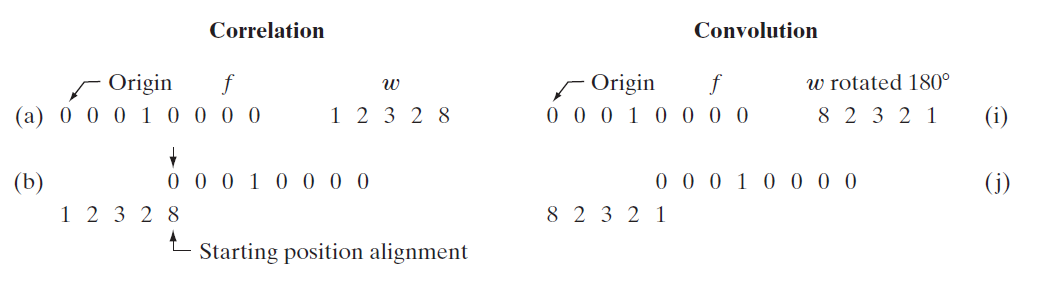 Correlation Convolution
Origin f w Origin f w rotated 180°
(a) 0 0 0 1 0 0 0 0 1 2 3 2 8 0 0 0 1 0 0 0 0 8 2 3 2 1 (i)
(b) 0 0 0 1 0 0 0 0 0 0 0 1 0 0 0 0 (j)
1 2 3 2 8 8 2 3 2 1
Starting position alignment